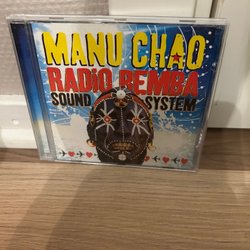 MANU CHAO
RADiO BEMBA
SOUND SYSTEM